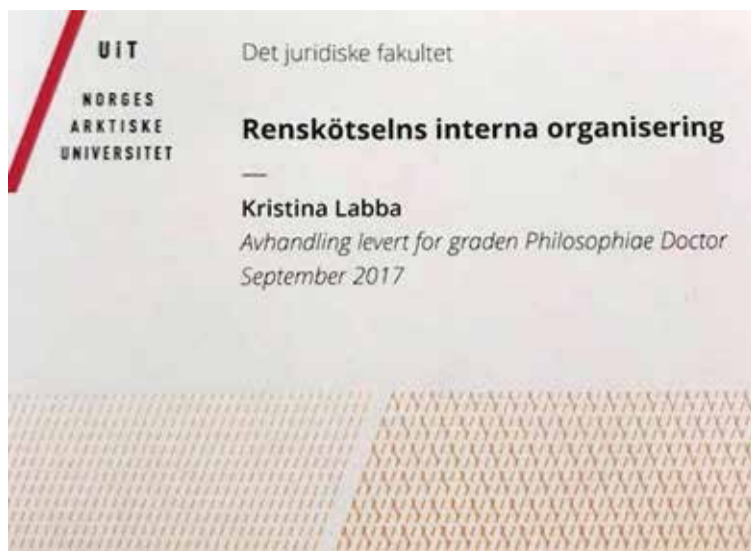 UiT
NORGES
ARKTISKE
UNIVERSITET
Det juridiske fakultet
Renskötselns interna organisering
—
Kristina Labba
Avhandling levert for graden Philosophiae Doctor
September 2017